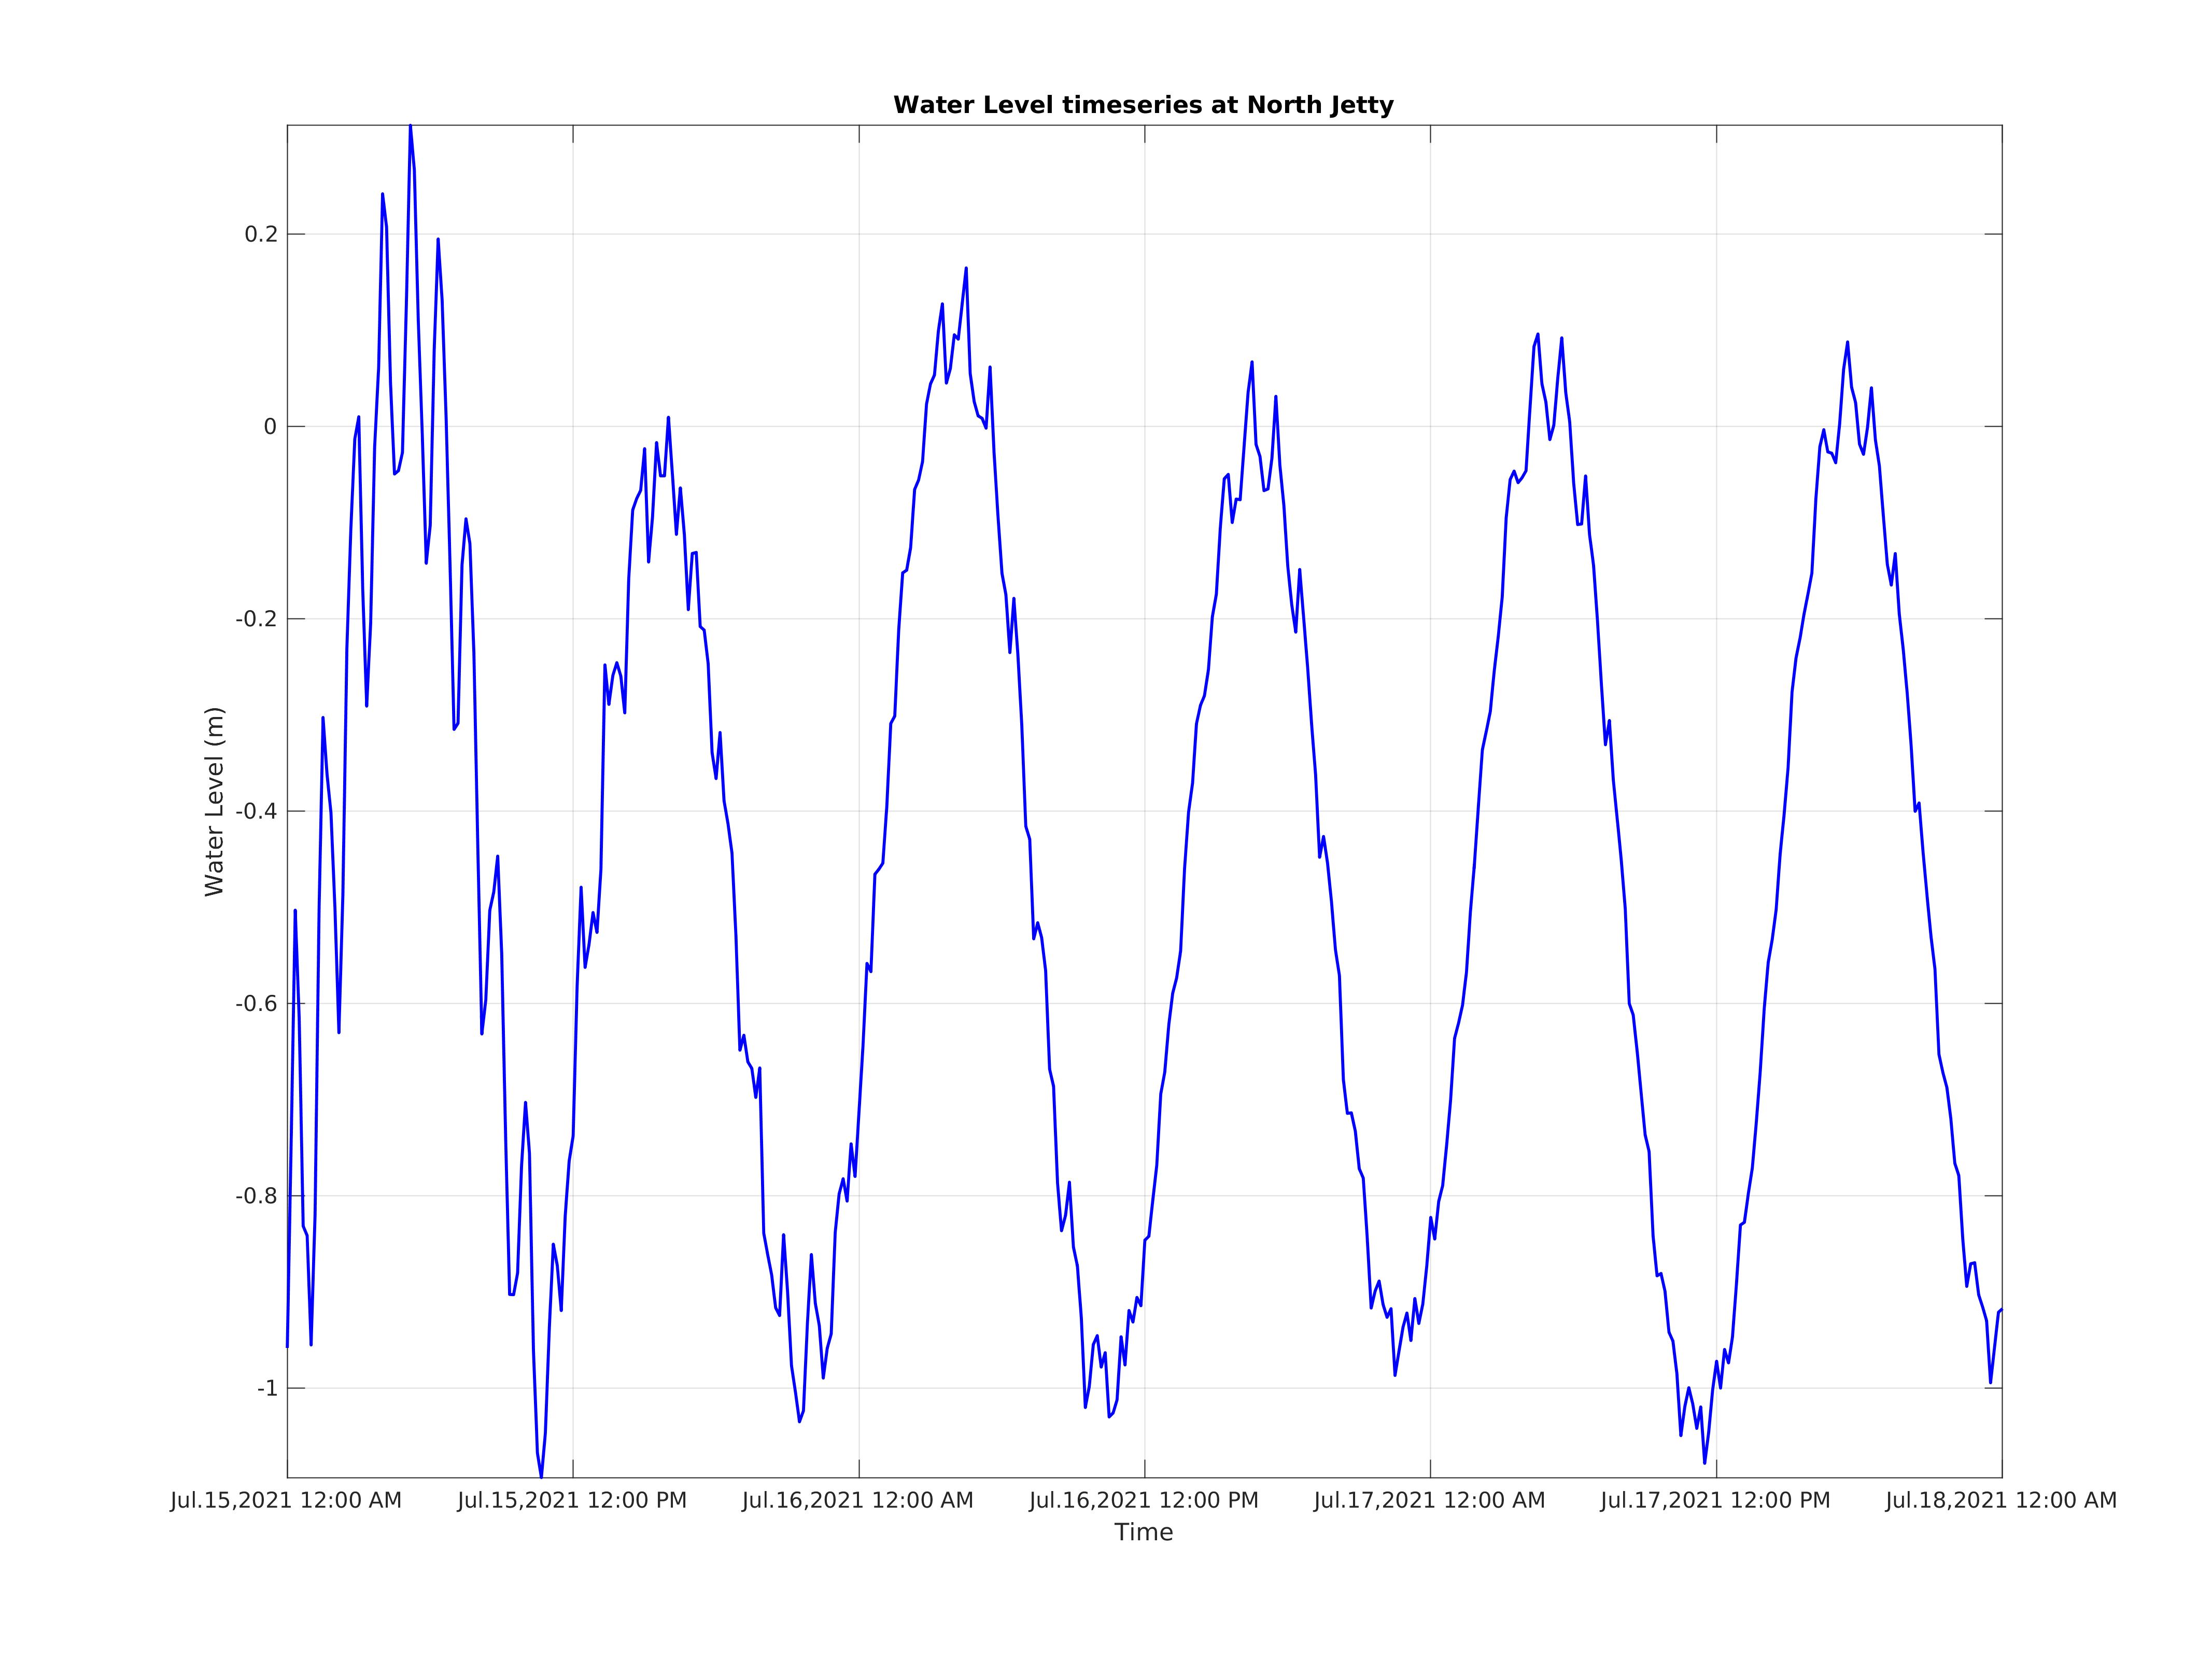 Water Level timeseries at North Jetty
0.2
0
-0.2
-0.4
-0.6
-0.8
-1
Water Level (m)
Jul.15,2021 12:00 AM Jul.15,2021 12:00 PM Jul.16,2021 12:00 AM Jul.16,2021 12:00 PM Jul.17,2021 12:00 AM Jul.17,2021 12:00 PM Jul.18,2021 12:00 AM
Time